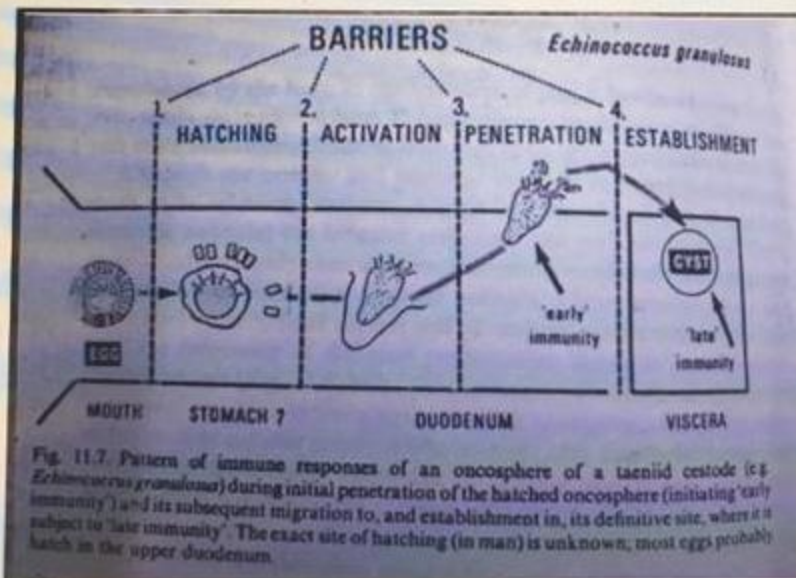 BARRIERS
Echinococcus granulosus
1. 2. 3. 4.
HATCHING ACTIVATION PENETRATION ESTABLISHMENT
CYST
'early'
immunity
'late'
immunity
EGG
MOUTH STOMACH ? DUODENUM VISCERA
Fig. 11.7. Pattern of immune responses of an oncosphere of a taeniid cestode (e.g.
Echinococcus granulosus) during initial penetration of the hatched oncosphere (initiating 'early
immunity') and its subsequent migration to, and establishment in, its definitive site, where it is
subject to 'late immunity'. The exact site of hatching (in man) is unknown; most eggs probably
hatch in the upper duodenum.